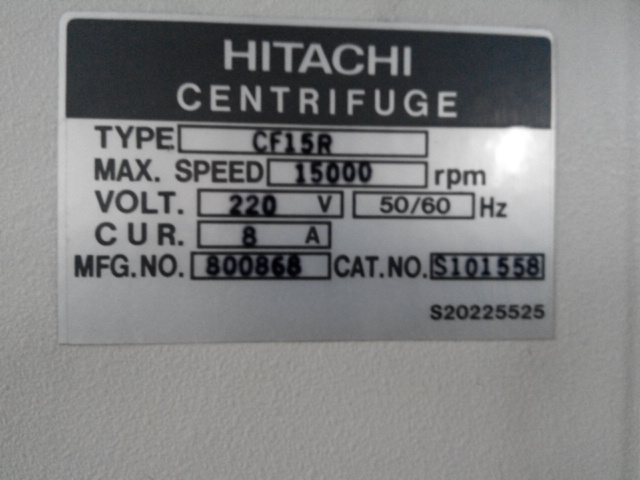 HITACHI
CENTRIFUGE
TYPE CF15R
MAX. SPEED 15000 rpm
VOLT. 220 V 50/60 Hz
CUR. 8 A
MFG.NO. 800868 CAT.NO. S101558
S20225525